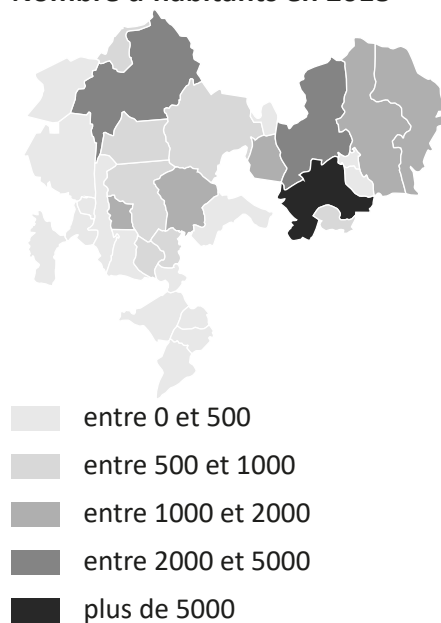 Nombre d'habitants en 2013
entre 0 et 500
entre 500 et 1000
entre 1000 et 2000
entre 2000 et 5000
plus de 5000